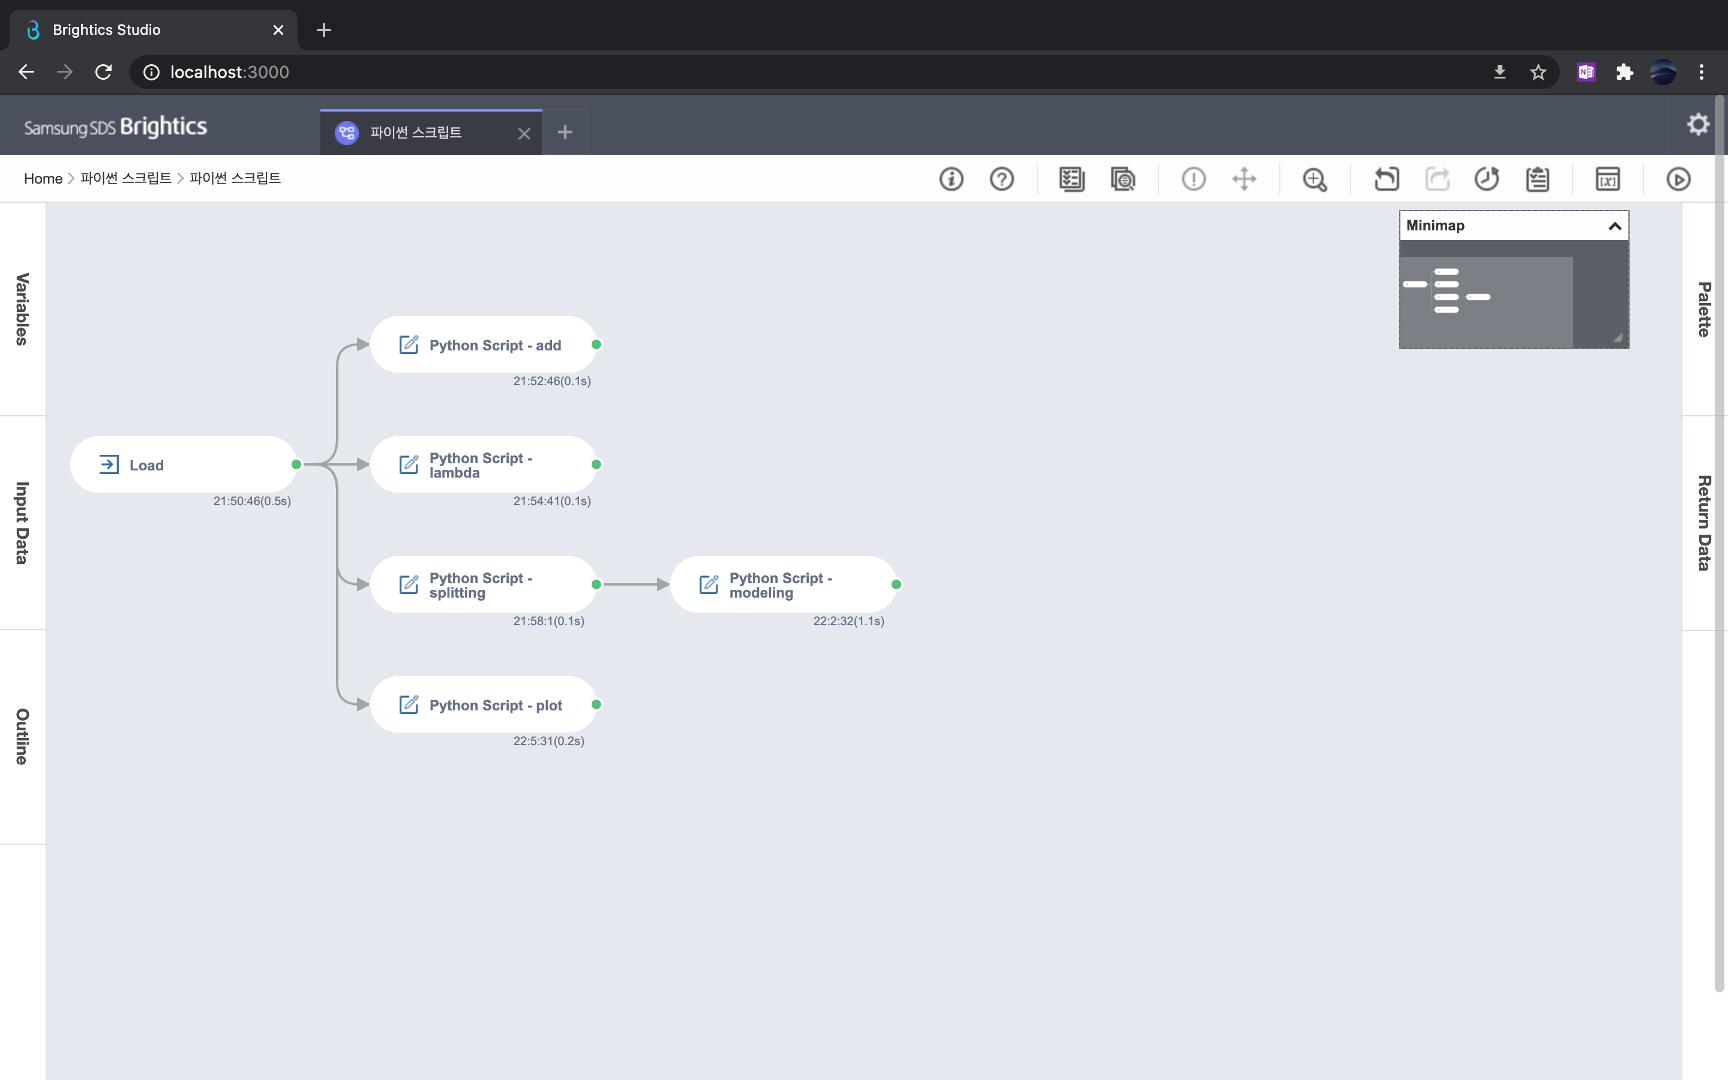 Brightics Studio
localhost:3000
Samsung SDS Brightics
파이썬 스크립트
Home > 파이썬 스크립트 > 파이썬 스크립트
Variables
Input Data
Outline
Minimap
Palette
Return Data
Python Script - add
21:52:46(0.1s)
Load
21:50:46(0.5s)
Python Script -
lambda
21:54:41(0.1s)
Python Script -
splitting
21:58:1(0.1s)
Python Script -
modeling
22:2:32(1.1s)
Python Script - plot
22:5:31(0.2s)